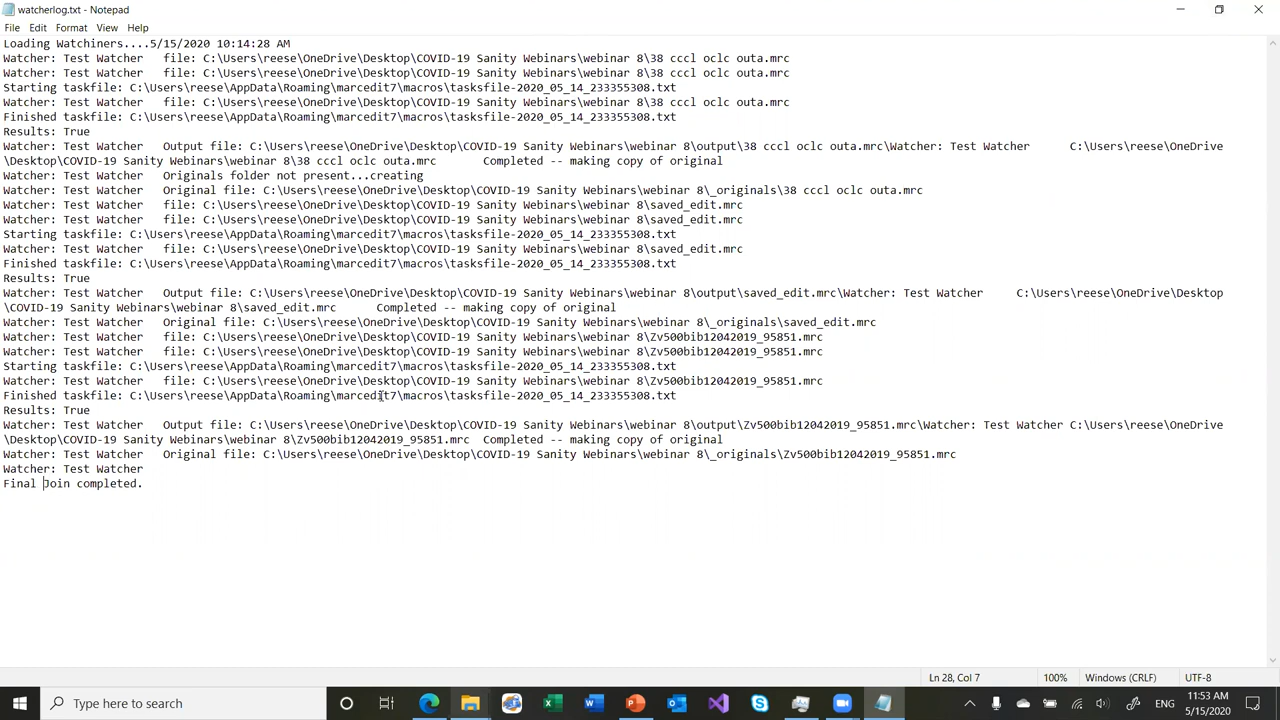 watcherlog.txt - Notepad
File Edit Format View Help
Loading Watchiners....5/15/2020 10:14:28 AM
Watcher: Test Watcher file: C:\Users\reese\OneDrive\Desktop\COVID-19 Sanity Webinars\webinar 8\38 cccl oclc outa.mrc
Watcher: Test Watcher file: C:\Users\reese\OneDrive\Desktop\COVID-19 Sanity Webinars\webinar 8\38 cccl oclc outa.mrc
Starting taskfile: C:\Users\reese\AppData\Roaming\marcedit7\macros\tasksfile-2020_05_14_233355308.txt
Watcher: Test Watcher file: C:\Users\reese\OneDrive\Desktop\COVID-19 Sanity Webinars\webinar 8\38 cccl oclc outa.mrc
Finished taskfile: C:\Users\reese\AppData\Roaming\marcedit7\macros\tasksfile-2020_05_14_233355308.txt
Results: True
Watcher: Test Watcher Output file: C:\Users\reese\OneDrive\Desktop\COVID-19 Sanity Webinars\webinar 8\output\38 cccl oclc outa.mrc\Watcher: Test Watcher C:\Users\reese\OneDrive
\Desktop\COVID-19 Sanity Webinars\webinar 8\38 cccl oclc outa.mrc Completed -- making copy of original
Watcher: Test Watcher Originals folder not present...creating
Watcher: Test Watcher Original file: C:\Users\reese\OneDrive\Desktop\COVID-19 Sanity Webinars\webinar 8\_originals\38 cccl oclc outa.mrc
Watcher: Test Watcher file: C:\Users\reese\OneDrive\Desktop\COVID-19 Sanity Webinars\webinar 8\saved_edit.mrc
Watcher: Test Watcher file: C:\Users\reese\OneDrive\Desktop\COVID-19 Sanity Webinars\webinar 8\saved_edit.mrc
Starting taskfile: C:\Users\reese\AppData\Roaming\marcedit7\macros\tasksfile-2020_05_14_233355308.txt
Watcher: Test Watcher file: C:\Users\reese\OneDrive\Desktop\COVID-19 Sanity Webinars\webinar 8\saved_edit.mrc
Finished taskfile: C:\Users\reese\AppData\Roaming\marcedit7\macros\tasksfile-2020_05_14_233355308.txt
Results: True
Watcher: Test Watcher Output file: C:\Users\reese\OneDrive\Desktop\COVID-19 Sanity Webinars\webinar 8\output\saved_edit.mrc\Watcher: Test Watcher C:\Users\reese\OneDrive\Desktop
\COVID-19 Sanity Webinars\webinar 8\saved_edit.mrc Completed -- making copy of original
Watcher: Test Watcher Original file: C:\Users\reese\OneDrive\Desktop\COVID-19 Sanity Webinars\webinar 8\_originals\saved_edit.mrc
Watcher: Test Watcher file: C:\Users\reese\OneDrive\Desktop\COVID-19 Sanity Webinars\webinar 8\Zv500bib12042019_95851.mrc
Watcher: Test Watcher file: C:\Users\reese\OneDrive\Desktop\COVID-19 Sanity Webinars\webinar 8\Zv500bib12042019_95851.mrc
Starting taskfile: C:\Users\reese\AppData\Roaming\marcedit7\macros\tasksfile-2020_05_14_233355308.txt
Watcher: Test Watcher file: C:\Users\reese\OneDrive\Desktop\COVID-19 Sanity Webinars\webinar 8\Zv500bib12042019_95851.mrc
Finished taskfile: C:\Users\reese\AppData\Roaming\marcedit7\macros\tasksfile-2020_05_14_233355308.txt
Results: True
Watcher: Test Watcher Output file: C:\Users\reese\OneDrive\Desktop\COVID-19 Sanity Webinars\webinar 8\output\Zv500bib12042019_95851.mrc\Watcher: Test Watcher C:\Users\reese\OneDrive
\Desktop\COVID-19 Sanity Webinars\webinar 8\Zv500bib12042019_95851.mrc Completed -- making copy of original
Watcher: Test Watcher Original file: C:\Users\reese\OneDrive\Desktop\COVID-19 Sanity Webinars\webinar 8\_originals\Zv500bib12042019_95851.mrc
Watcher: Test Watcher
Final Join completed.
Ln 28, Col 7 100% Windows (CRLF) UTF-8
Type here to search
ENG
11:53 AM
5/15/2020